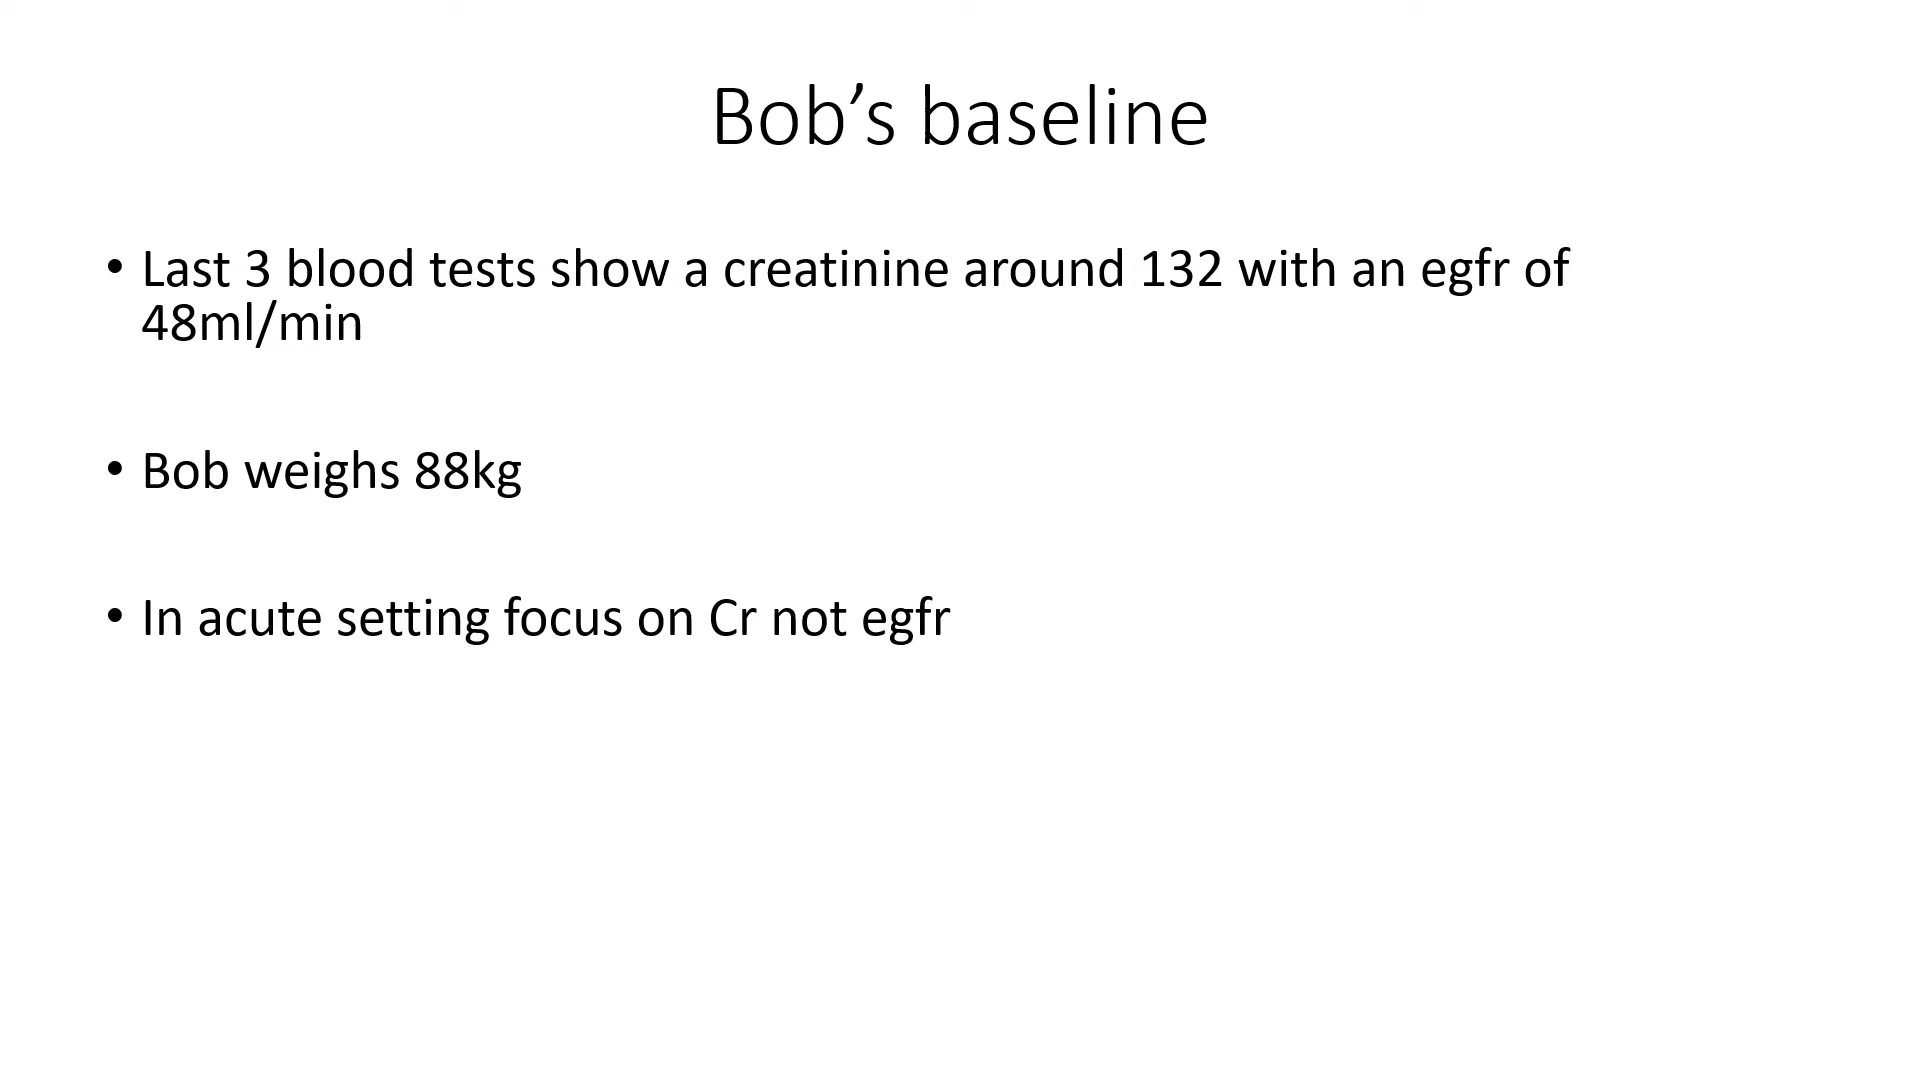 Bob’s baseline
• Last 3 blood tests show a creatinine around 132 with an egfr of
48ml/min
• Bob weighs 88kg
• In acute setting focus on Cr not egfr